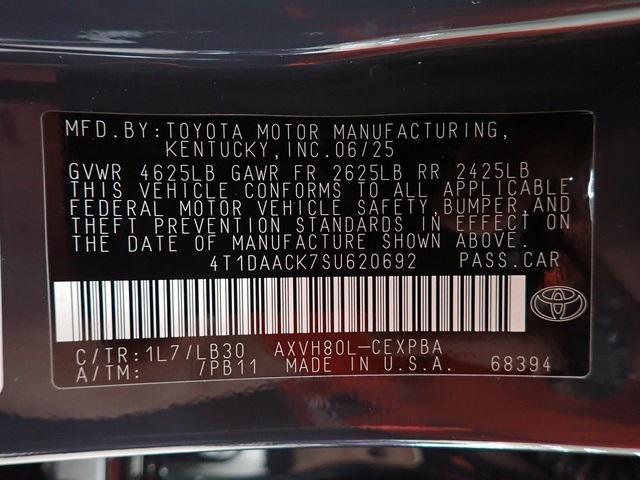 MFD.BY:TOYOTA MOTOR MANUFACTURING,
KENTUCKY,INC.06/25
GVWR 4625LB GAWR FR 2625LB RR 2425LB
THIS VEHICLE CONFORMS TO ALL APPLICABLE
FEDERAL MOTOR VEHICLE SAFETY,BUMPER,AND
THEFT PREVENTION STANDARDS IN EFFECT ON
THE DATE OF MANUFACTURE SHOWN ABOVE.
4T1DAACK7SU620692 PASS.CAR
C/TR:1L7/LB30 AXVH80L-CEXPBA
A/TM: /PB11 MADE IN U.S.A. 68394